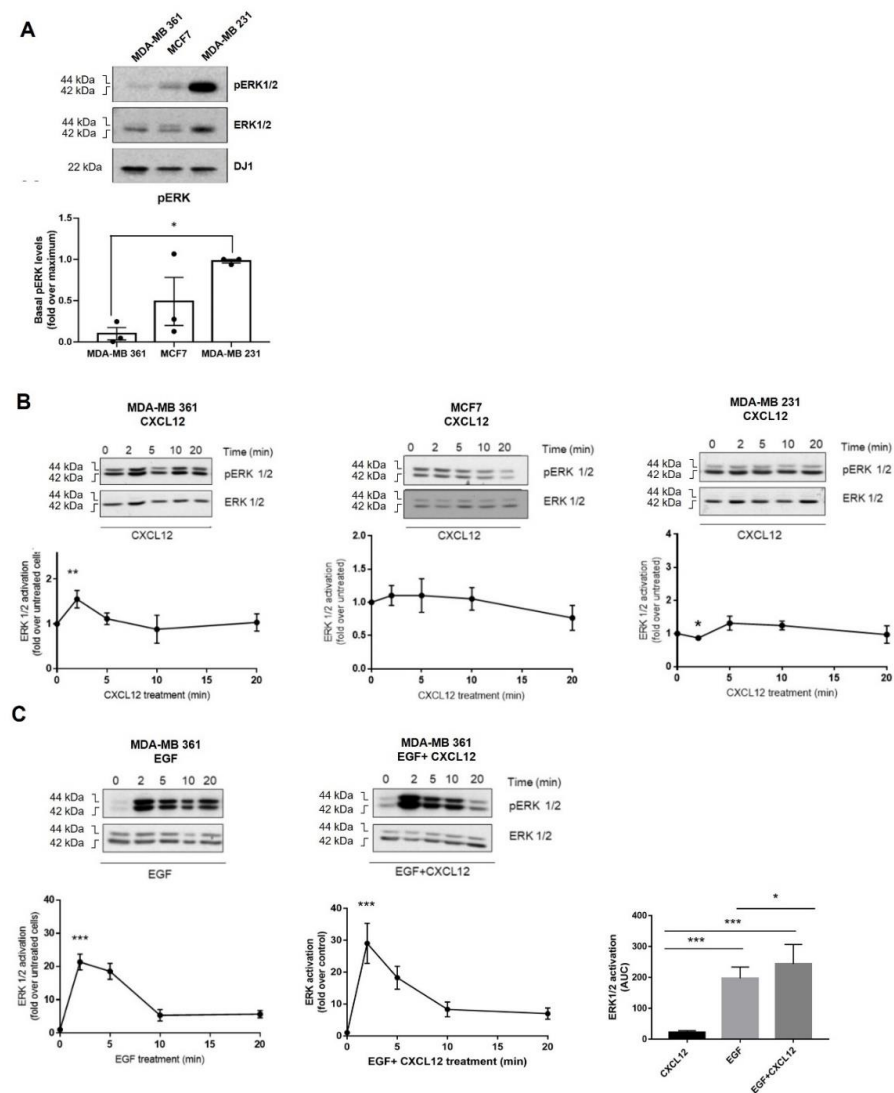 A
MDA-MB 361
MCF7
MDA-MB 231
44 kDa
42 kDa
pERK1/2
44 kDa
42 kDa
ERK1/2
22 kDa
DJ1
pERK
*
Basal pERK levels
(fold over maximum)
1.0
0.5
0.0
MDA-MB 361 MCF7 MDA-MB 231
B
MDA-MB 361
CXCL12
0 2 5 10 20 Time (min)
44 kDa
42 kDa
pERK 1/2
44 kDa
42 kDa
ERK 1/2
CXCL12
ERK 1/2 activation
(fold over untreated cells)
2
1
0
**
0 5 10 15 20
CXCL12 treatment (min)
MCF7
CXCL12
0 2 5 10 20 Time (min)
44 kDa
42 kDa
pERK 1/2
44 kDa
42 kDa
ERK 1/2
CXCL12
ERK 1/2 activation
(fold over untreated)
2.0
1.5
1.0
0.5
0.0
0 5 10 15 20
CXCL12 treatment (min)
MDA-MB 231
CXCL12
0 2 5 10 20 Time (min)
44 kDa
42 kDa
pERK 1/2
44 kDa
42 kDa
ERK 1/2
CXCL12
ERK 1/2 activation
(fold over untreated)
4
3
2
1
0
*
0 5 10 15 20
CXCL12 treatment (min)
C
MDA-MB 361
EGF
0 2 5 10 20
44 kDa
42 kDa
44 kDa
42 kDa
EGF
ERK 1/2 activation
(fold over untreated cells)
40
30
20
10
0
***
0 5 10 15 20
EGF treatment (min)
MDA-MB 361
EGF+ CXCL12
0 2 5 10 20 Time (min)
44 kDa
42 kDa
pERK 1/2
44 kDa
42 kDa
ERK 1/2
EGF+CXCL12
ERK activation
(fold over control)
40
30
20
10
0
***
0 5 10 15 20
EGF+ CXCL12 treatment (min)
*
***
***
ERK1/2 activation
(AUC)
400
300
200
100
0
CXCL12
EGF
EGF+CXCL12